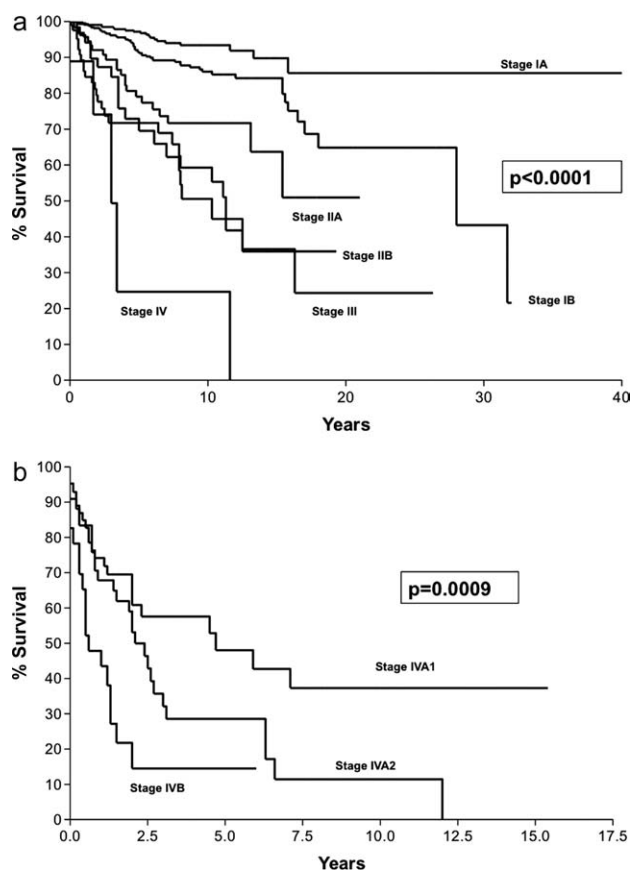 a
100
90
80
70
60
50
40
30
20
10
0
% Survival
Stage IA
p<0.0001
Stage IIA
Stage IIB
Stage IV
Stage III
Stage IB
0 10 20 30 40
Years
b
100
90
80
70
60
50
40
30
20
10
0
% Survival
p=0.0009
Stage IVA1
Stage IVA2
Stage IVB
0.0 2.5 5.0 7.5 10.0 12.5 15.0 17.5
Years